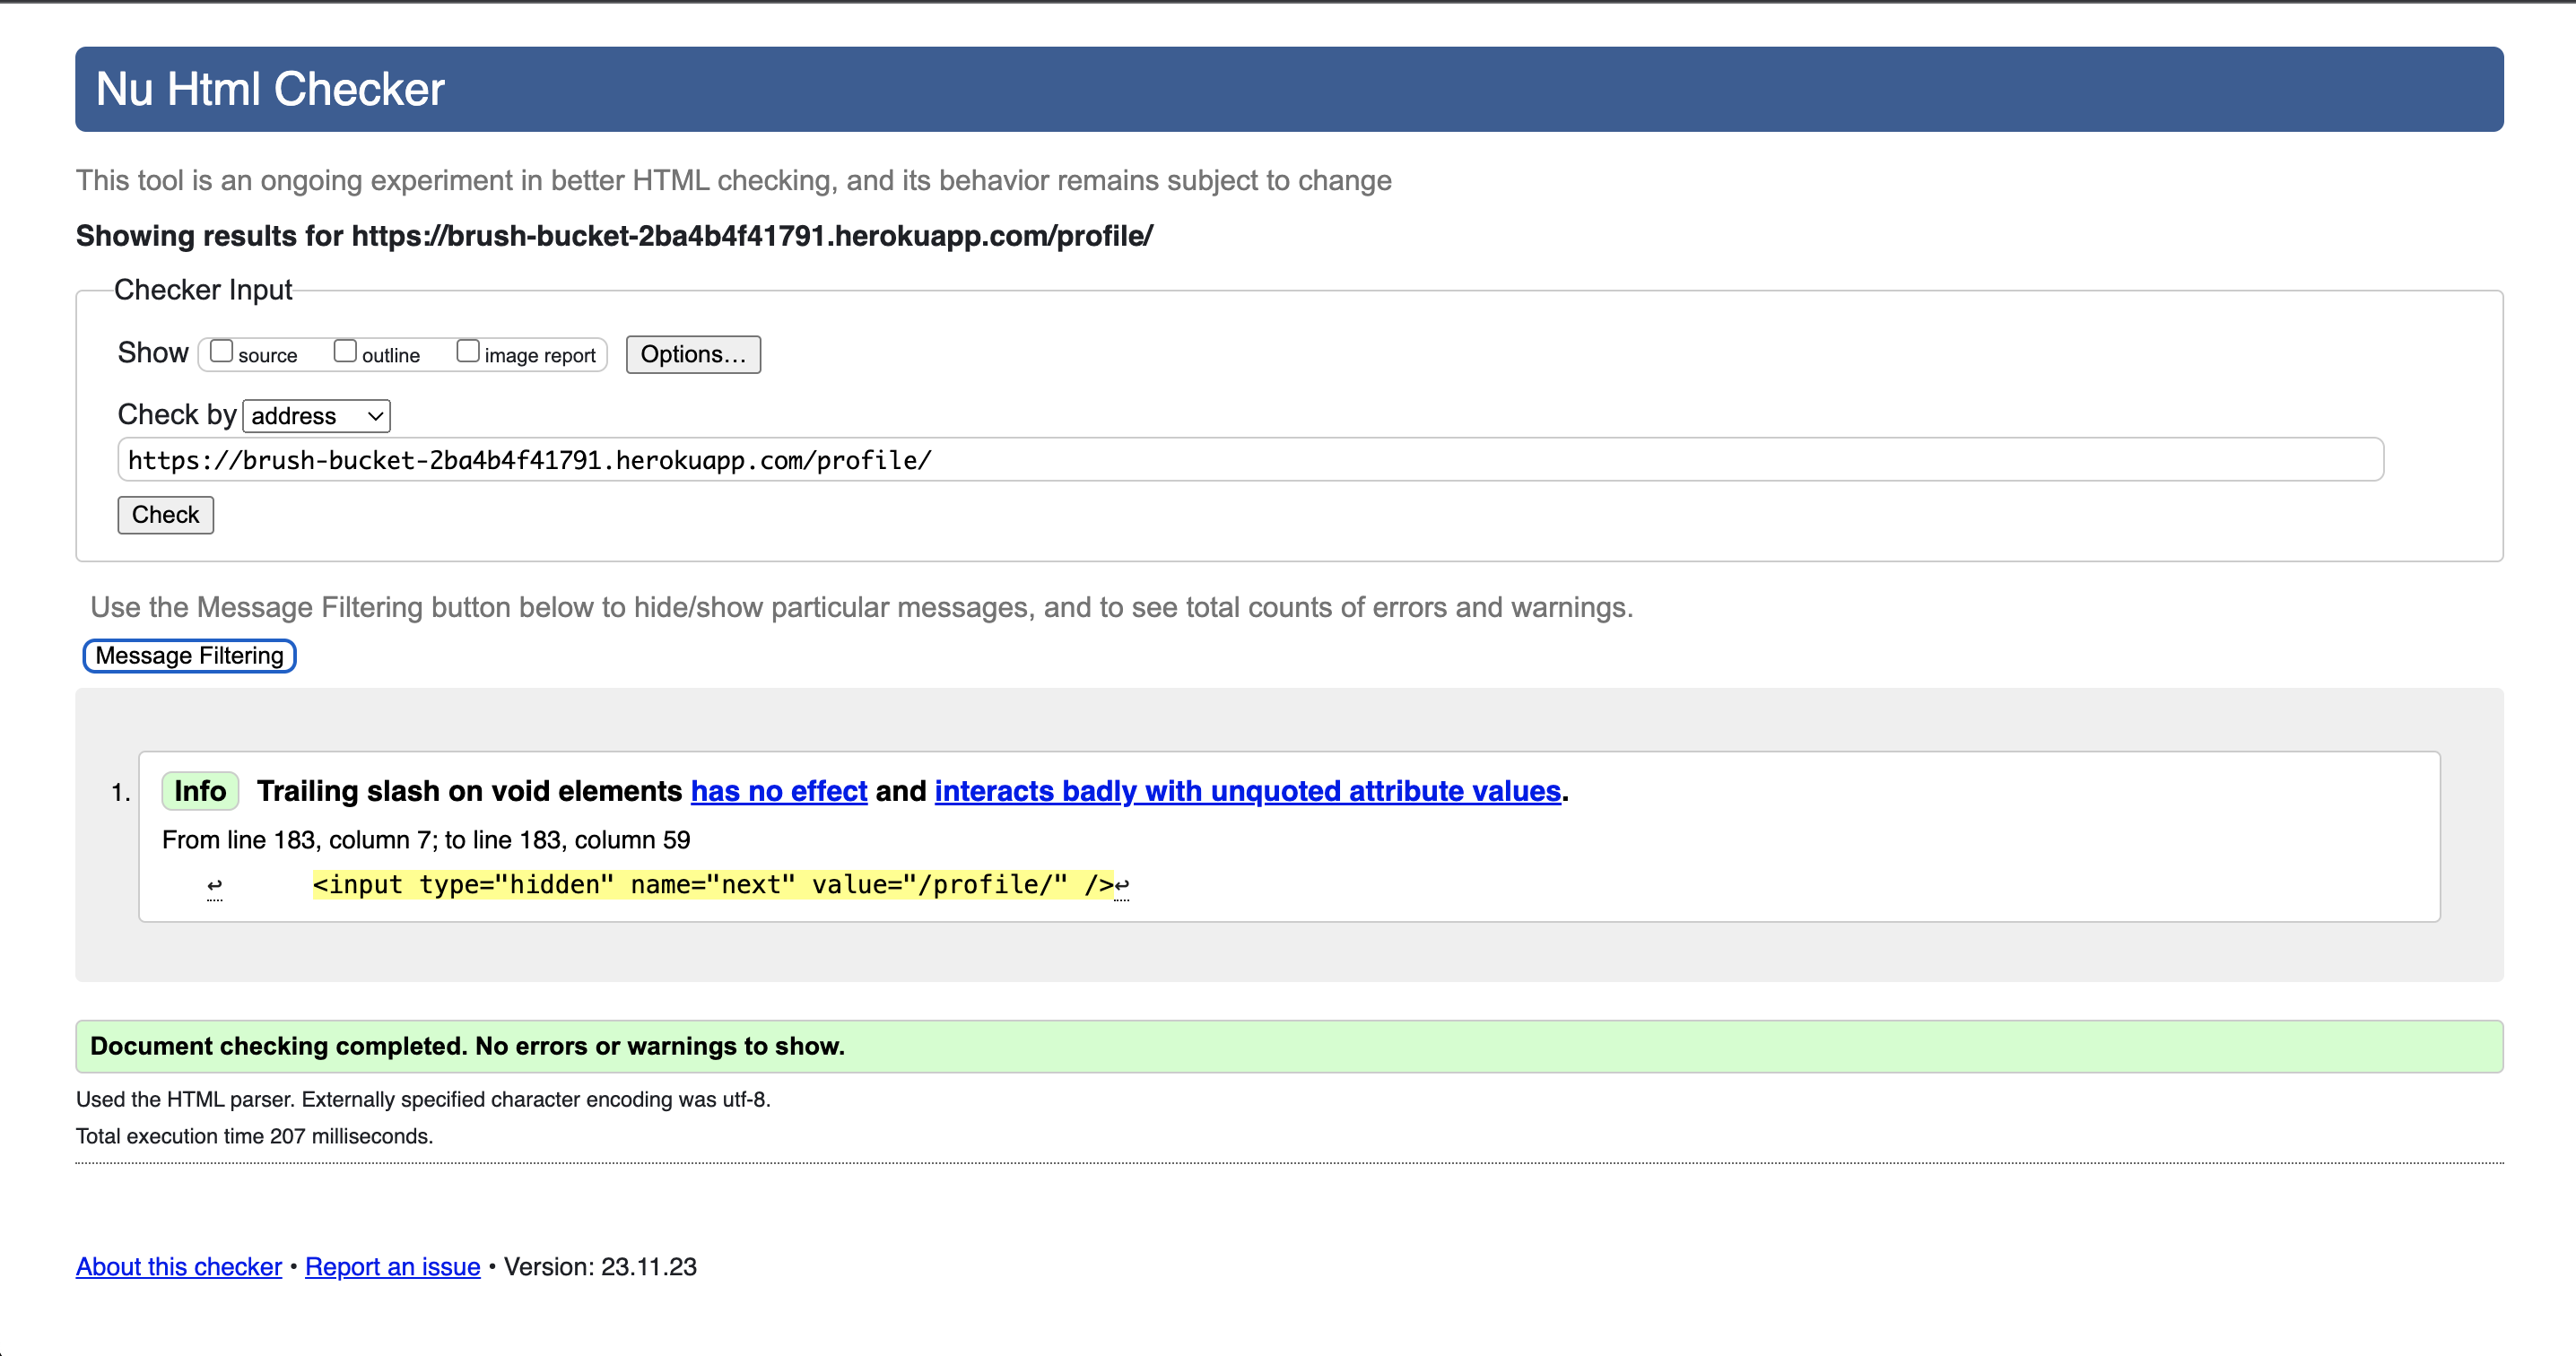 Nu Html Checker
This tool is an ongoing experiment in better HTML checking, and its behavior remains subject to change
Showing results for https://brush-bucket-2ba4b4f41791.herokuapp.com/profile/
Checker Input
Show source outline image report Options...
Check by address
https://brush-bucket-2ba4b4f41791.herokuapp.com/profile/
Check
Use the Message Filtering button below to hide/show particular messages, and to see total counts of errors and warnings.
Message Filtering
1. Info Trailing slash on void elements has no effect and interacts badly with unquoted attribute values.
From line 183, column 7; to line 183, column 59
↩ <input type="hidden" name="next" value="/profile/" />↩
Document checking completed. No errors or warnings to show.
Used the HTML parser. Externally specified character encoding was utf-8.
Total execution time 207 milliseconds.
About this checker • Report an issue • Version: 23.11.23